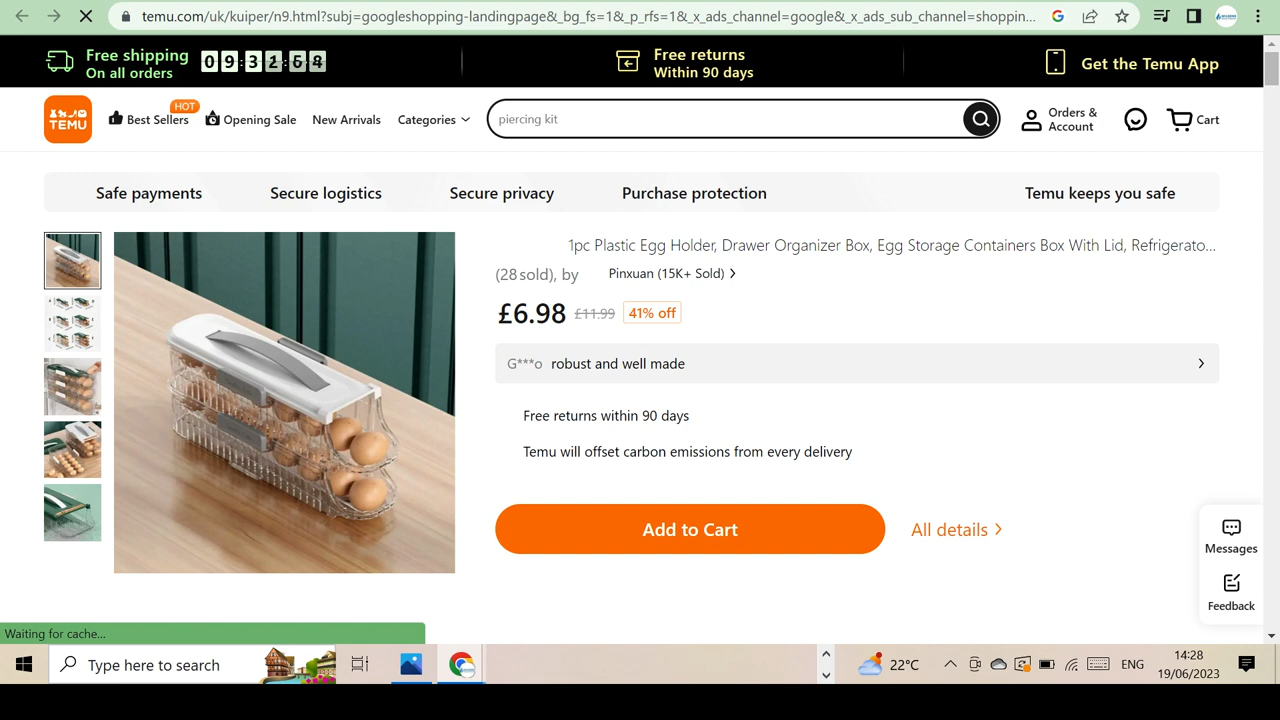 temu.com/uk/kuiper/n9.html?subj=googleshopping-landingpage&_bg_fs=1&_p_rfs=1&_x_ads_channel=google&_x_ads_sub_channel=shoppin...
Free shipping
On all orders
Free returns
Within 90 days
Get the Temu App
TEMU
Best Sellers
HOT
Opening Sale
New Arrivals
Categories
piercing kit
Orders &
Account
Cart
Safe payments
Secure logistics
Secure privacy
Purchase protection
Temu keeps you safe
1pc Plastic Egg Holder, Drawer Organizer Box, Egg Storage Containers Box With Lid, Refrigerato...
(28 sold), by
Pinxuan (15K+ Sold)
£6.98 £11.99 41% off
G***o robust and well made
Free returns within 90 days
Temu will offset carbon emissions from every delivery
Add to Cart
All details
Messages
Feedback
Waiting for cache...
Type here to search
22°C
ENG
14:28
19/06/2023